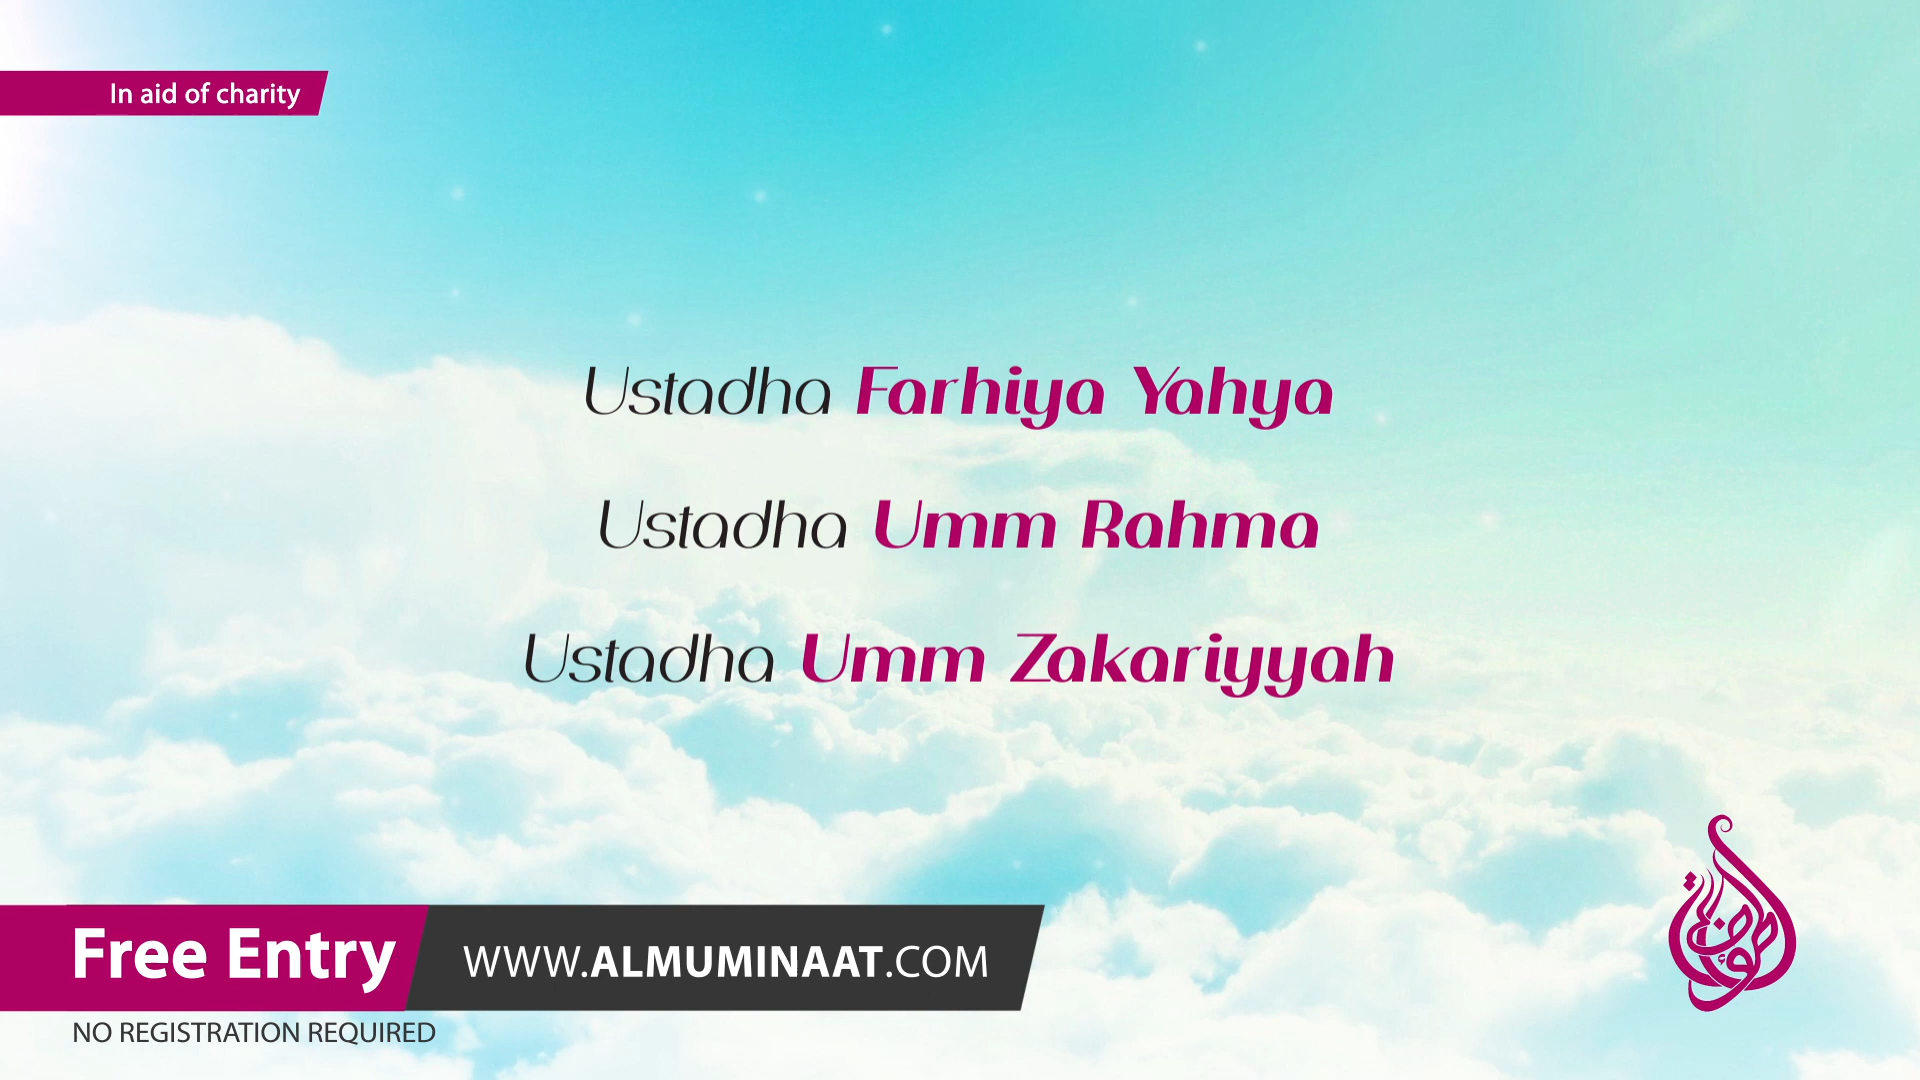 In aid of charity
Ustadha Farhiya Yahya
Ustadha Umm Rahma
Ustadha Umm Zakariyyah
Free Entry
WWW.ALMUMINAAT.COM
NO REGISTRATION REQUIRED